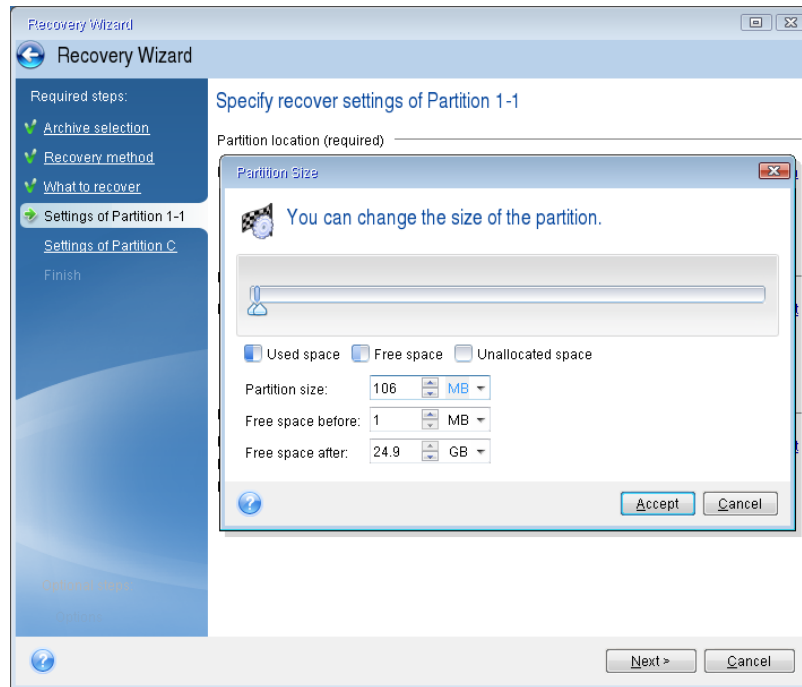 Recovery Wizard
Recovery Wizard
Required steps:
Archive selection
Recovery method
What to recover
Settings of Partition 1-1
Settings of Partition C
Finish
Specify recover settings of Partition 1-1
Partition location (required)
Partition Size
You can change the size of the partition.
Used space Free space Unallocated space
Partition size: 106 MB
Free space before: 1 MB
Free space after: 24.9 GB
Accept Cancel
Next > Cancel